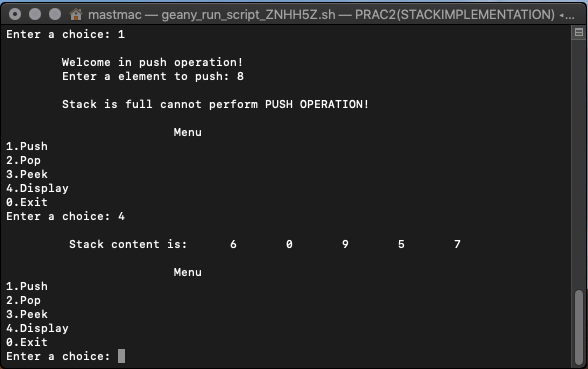 mastmac — geany_run_script_ZNHH5Z.sh — PRAC2(STACKIMPLEMENTATION) ◂...
Enter a choice: 1
Welcome in push operation!
Enter a element to push: 8
Stack is full cannot perform PUSH OPERATION!
Menu
1.Push
2.Pop
3.Peek
4.Display
0.Exit
Enter a choice: 4
Stack content is: 6 0 9 5 7
Menu
1.Push
2.Pop
3.Peek
4.Display
0.Exit
Enter a choice: